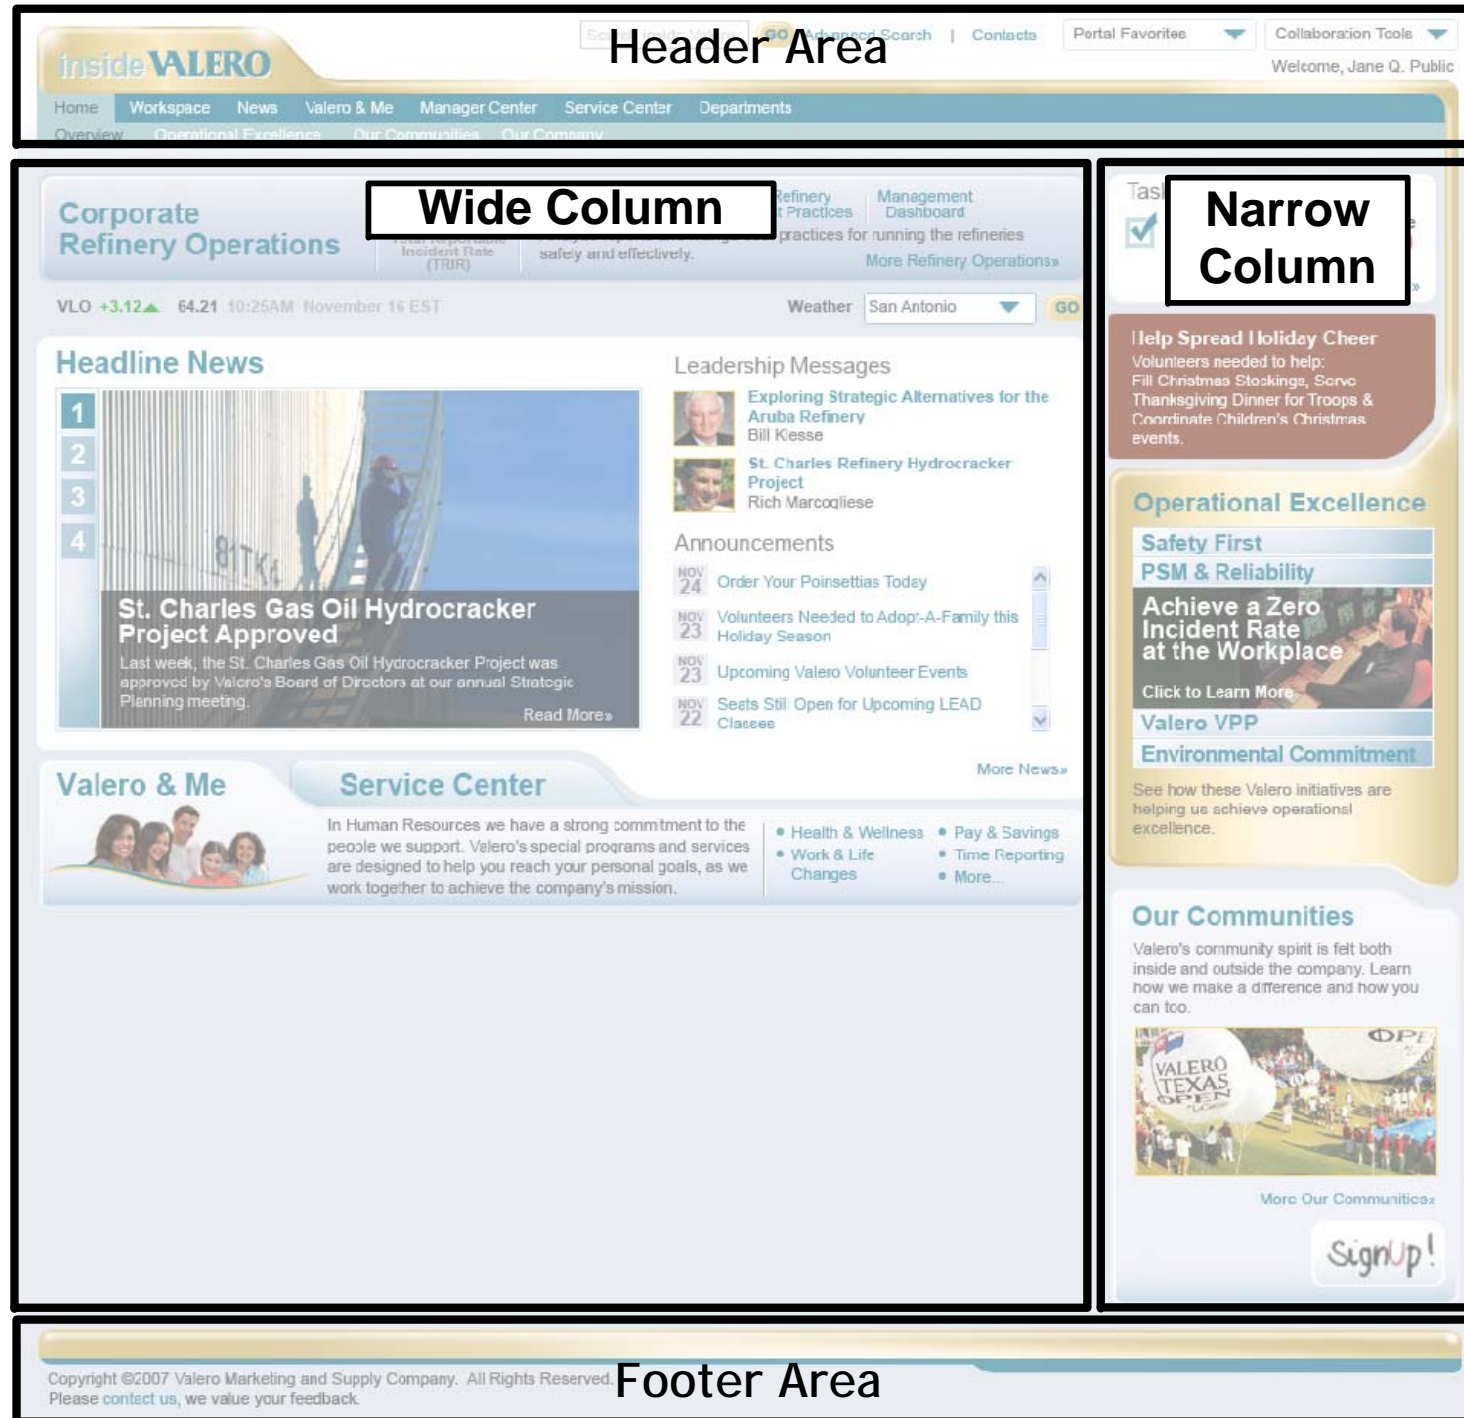 Header Area
GO Advanced Search | Contacts
Portal Favorites
Collaboration Tools
inside VALERO
Welcome, Jane Q. Public
Home Workspace News Valero & Me Manager Center Service Center Departments
Overview Operational Excellence Our Communities Our Company
Wide Column
Corporate
Refinery Operations
Incident Rate
(TRIR)
Refinery
Practices
Management
Dashboard
practices for running the refineries
safely and effectively.
More Refinery Operations»
VLO +3.12▲ 64.21 10:25AM November 16 EST
Weather San Antonio GO
Headline News
1
2
3
4
81TK
St. Charles Gas Oil Hydrocracker
Project Approved
Last week, the St. Charles Gas Oil Hydrocracker Project was
approved by Valero's Board of Directors at our annual Strategic
Planning meeting.
Read More»
Leadership Messages
Exploring Strategic Alternatives for the
Aruba Refinery
Bill Klesse
St. Charles Refinery Hydrocracker
Project
Rich Marcogliese
Announcements
NOV
24 Order Your Poinsettias Today
NOV
23 Volunteers Needed to Adopt-A-Family this
Holiday Season
NOV
23 Upcoming Valero Volunteer Events
NOV
22 Seats Still Open for Upcoming LEAD
Classes
More News»
Valero & Me
Service Center
In Human Resources we have a strong commitment to the
people we support. Valero's special programs and services
are designed to help you reach your personal goals, as we
work together to achieve the company's mission.
• Health & Wellness
• Work & Life
Changes
• Pay & Savings
• Time Reporting
• More...
Narrow
Column
Help Spread Holiday Cheer
Volunteers needed to help:
Fill Christmas Stockings, Serve
Thanksgiving Dinner for Troops &
Coordinate Children's Christmas
events.
Operational Excellence
Safety First
PSM & Reliability
Achieve a Zero
Incident Rate
at the Workplace
Click to Learn More
Valero VPP
Environmental Commitment
See how these Valero initiatives are
helping us achieve operational
excellence.
Our Communities
Valero's community spirit is felt both
inside and outside the company. Learn
how we make a difference and how you
can too.
VALERO
TEXAS
OPEN
More Our Communities»
SignUp!
Footer Area
Copyright ©2007 Valero Marketing and Supply Company. All Rights Reserved.
Please contact us, we value your feedback.